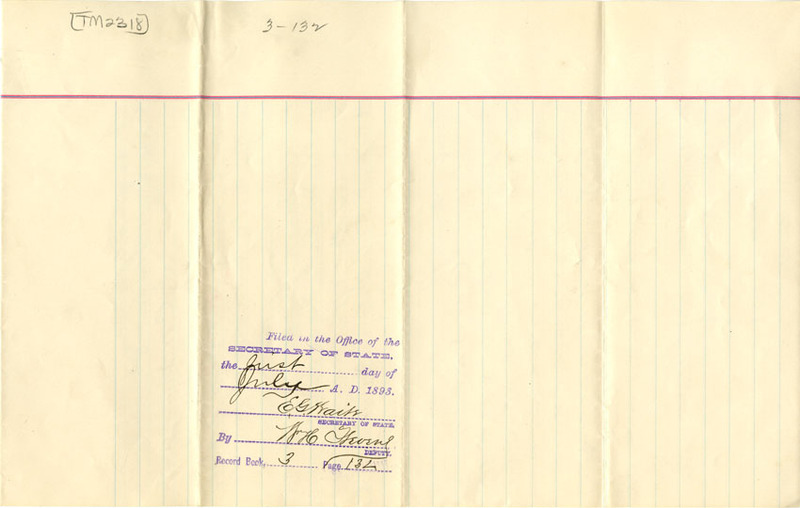 TM2318
3-132
Filed in the Office of the
SECRETARY OF STATE.
the first day of
July A. D. 1893.
E G Waite
SECRETARY OF STATE.
By W H
DEPUTY.
Record Book, 3 Page 132